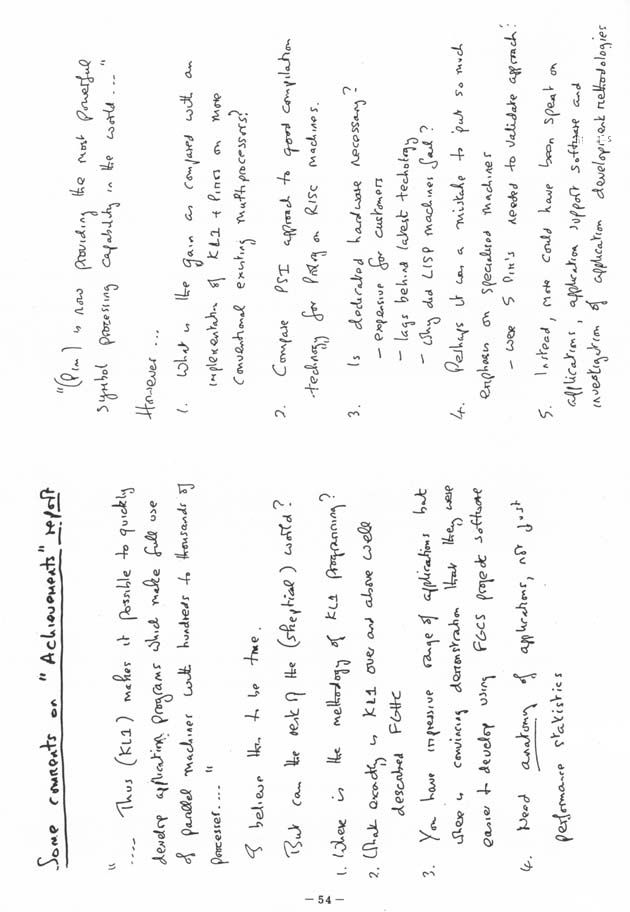 Some comments on "Achievements" report
".... Thus (KL1) makes it possible to quickly
develop application programs which make full use
of parallel machines with hundreds to thousands of
processes...."
I believe this to be true.
But can the rest of the (skeptical) world?
1. Where is the methodology of KL1 programming?
2. What exactly is KL1 over and above well
described FGHC
3. You have impressive range of applications but
where is convincing demonstration that they were
easier to develop using FGCS project software
4. Need anatomy of applications, not just
performance statistics
"(PIM) is now providing the most powerful
symbol processing capability in the world...."
However ...
1. What is the gain as compared with an
implementation of KL1 + PIMOS on more
conventional existing multiprocessors?
2. Compare PSI approach to good compilation
technology for Prolog on RISC machines.
3. Is dedicated hardware necessary?
- expensive for customers
- lags behind latest technology
- why did LISP machines fail?
4. Perhaps it was a mistake to put so much
emphasis on specialised machines
- were 5 PIM's needed to validate approach?
5. Instead, more could have been spent on
applications, application support software and
investigation of application development methodologies
— 54 —